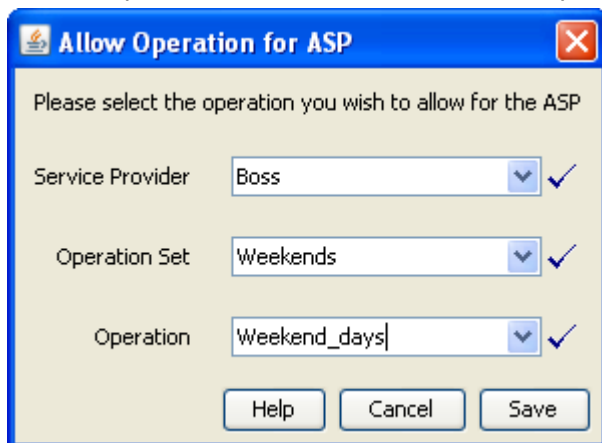 Allow Operation for ASP
Please select the operation you wish to allow for the ASP
Service Provider Boss
Operation Set Weekends
Operation Weekend_days
Help Cancel Save